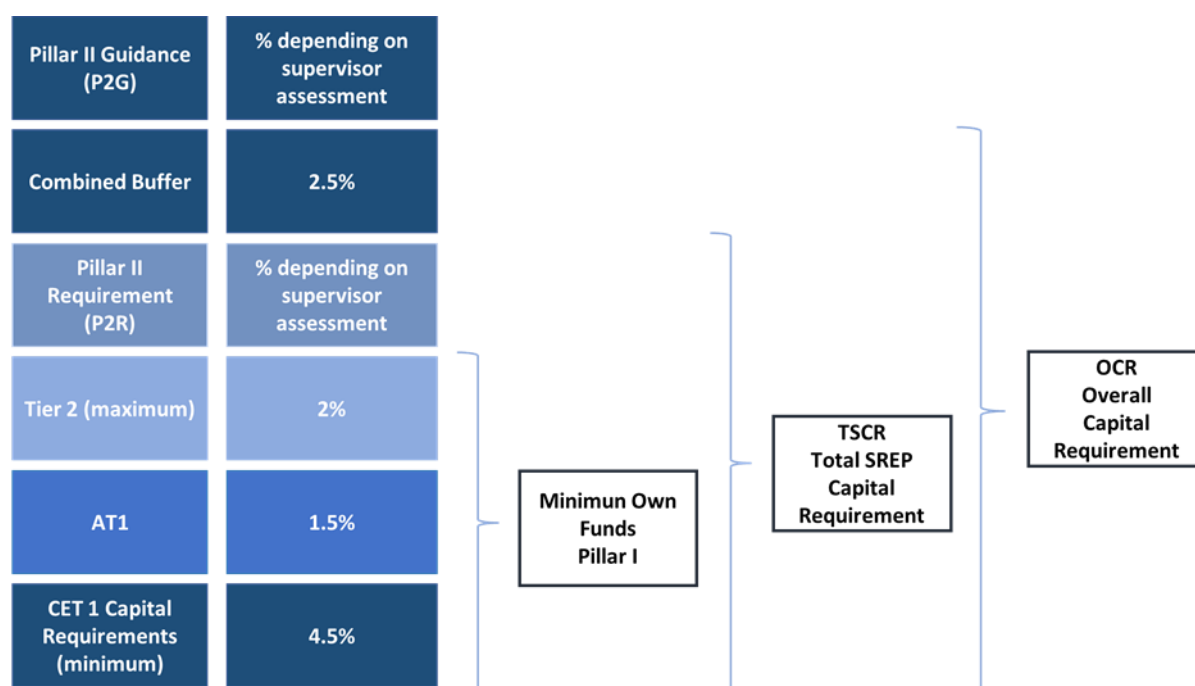 Pillar II Guidance
(P2G)
% depending on
supervisor
assessment
Combined Buffer
2.5%
Pillar II
Requirement
(P2R)
% depending on
supervisor
assessment
Tier 2 (maximum)
2%
AT1
1.5%
CET 1 Capital
Requirements
(minimum)
4.5%
Minimun Own
Funds
Pillar I
TSCR
Total SREP
Capital
Requirement
OCR
Overall
Capital
Requirement